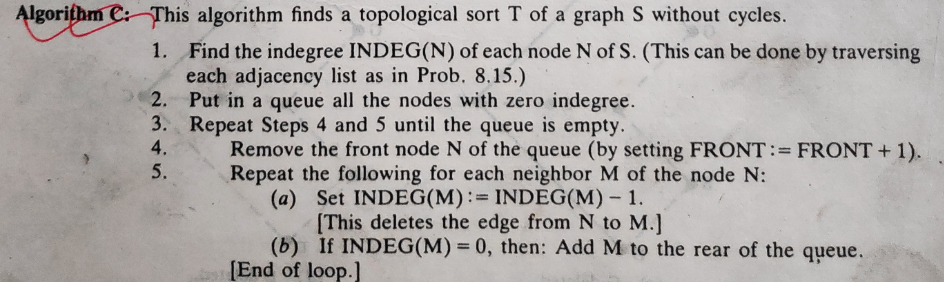 Algorithm C: This algorithm finds a topological sort T of a graph S without cycles.
1. Find the indegree INDEG(N) of each node N of S. (This can be done by traversing
each adjacency list as in Prob. 8.15.)
2. Put in a queue all the nodes with zero indegree.
3. Repeat Steps 4 and 5 until the queue is empty.
4. Remove the front node N of the queue (by setting FRONT := FRONT + 1).
5. Repeat the following for each neighbor M of the node N:
(a) Set INDEG(M) := INDEG(M) − 1.
[This deletes the edge from N to M.]
(b) If INDEG(M) = 0, then: Add M to the rear of the queue.
[End of loop.]